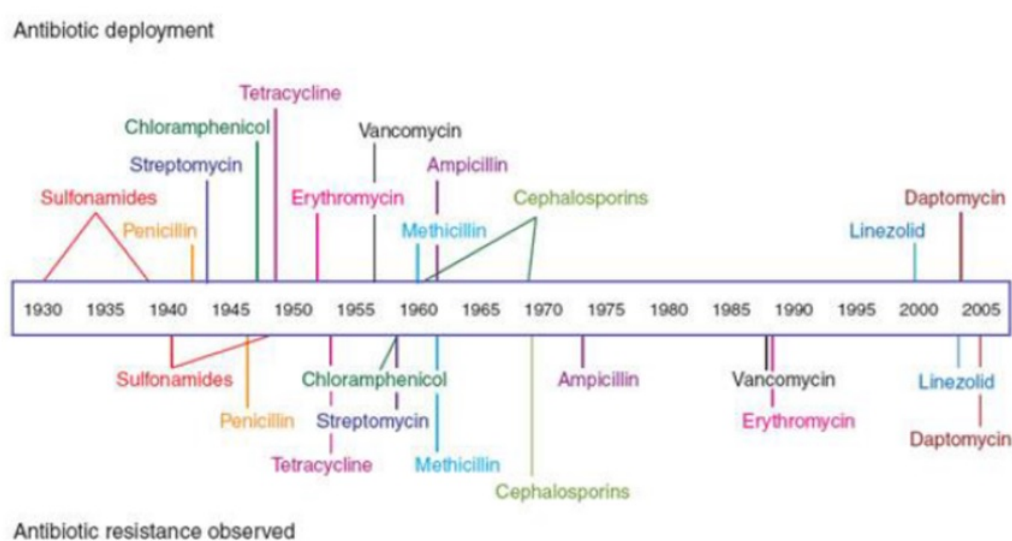 Antibiotic deployment
Tetracycline
Chloramphenicol
Vancomycin
Streptomycin
Ampicillin
Sulfonamides
Erythromycin
Cephalosporins
Daptomycin
Penicillin
Methicillin
Linezolid
1930 1935 1940 1945 1950 1955 1960 1965 1970 1975 1980 1985 1990 1995 2000 2005
Sulfonamides
Chloramphenicol
Ampicillin
Vancomycin
Linezolid
Penicillin
Streptomycin
Erythromycin
Daptomycin
Tetracycline
Methicillin
Cephalosporins
Antibiotic resistance observed